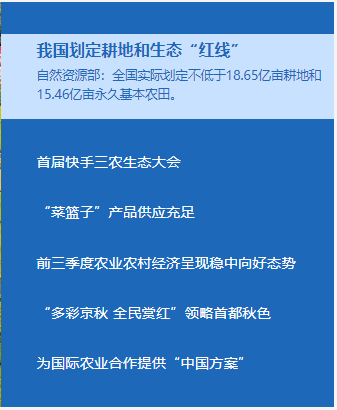 我国划定耕地和生态“红线”
自然资源部：全国实际划定不低于18.65亿亩耕地和
15.46亿亩永久基本农田。
首届快手三农生态大会
“菜篮子”产品供应充足
前三季度农业农村经济呈现稳中向好态势
“多彩京秋 全民赏红”领略首都秋色
为国际农业合作提供“中国方案”